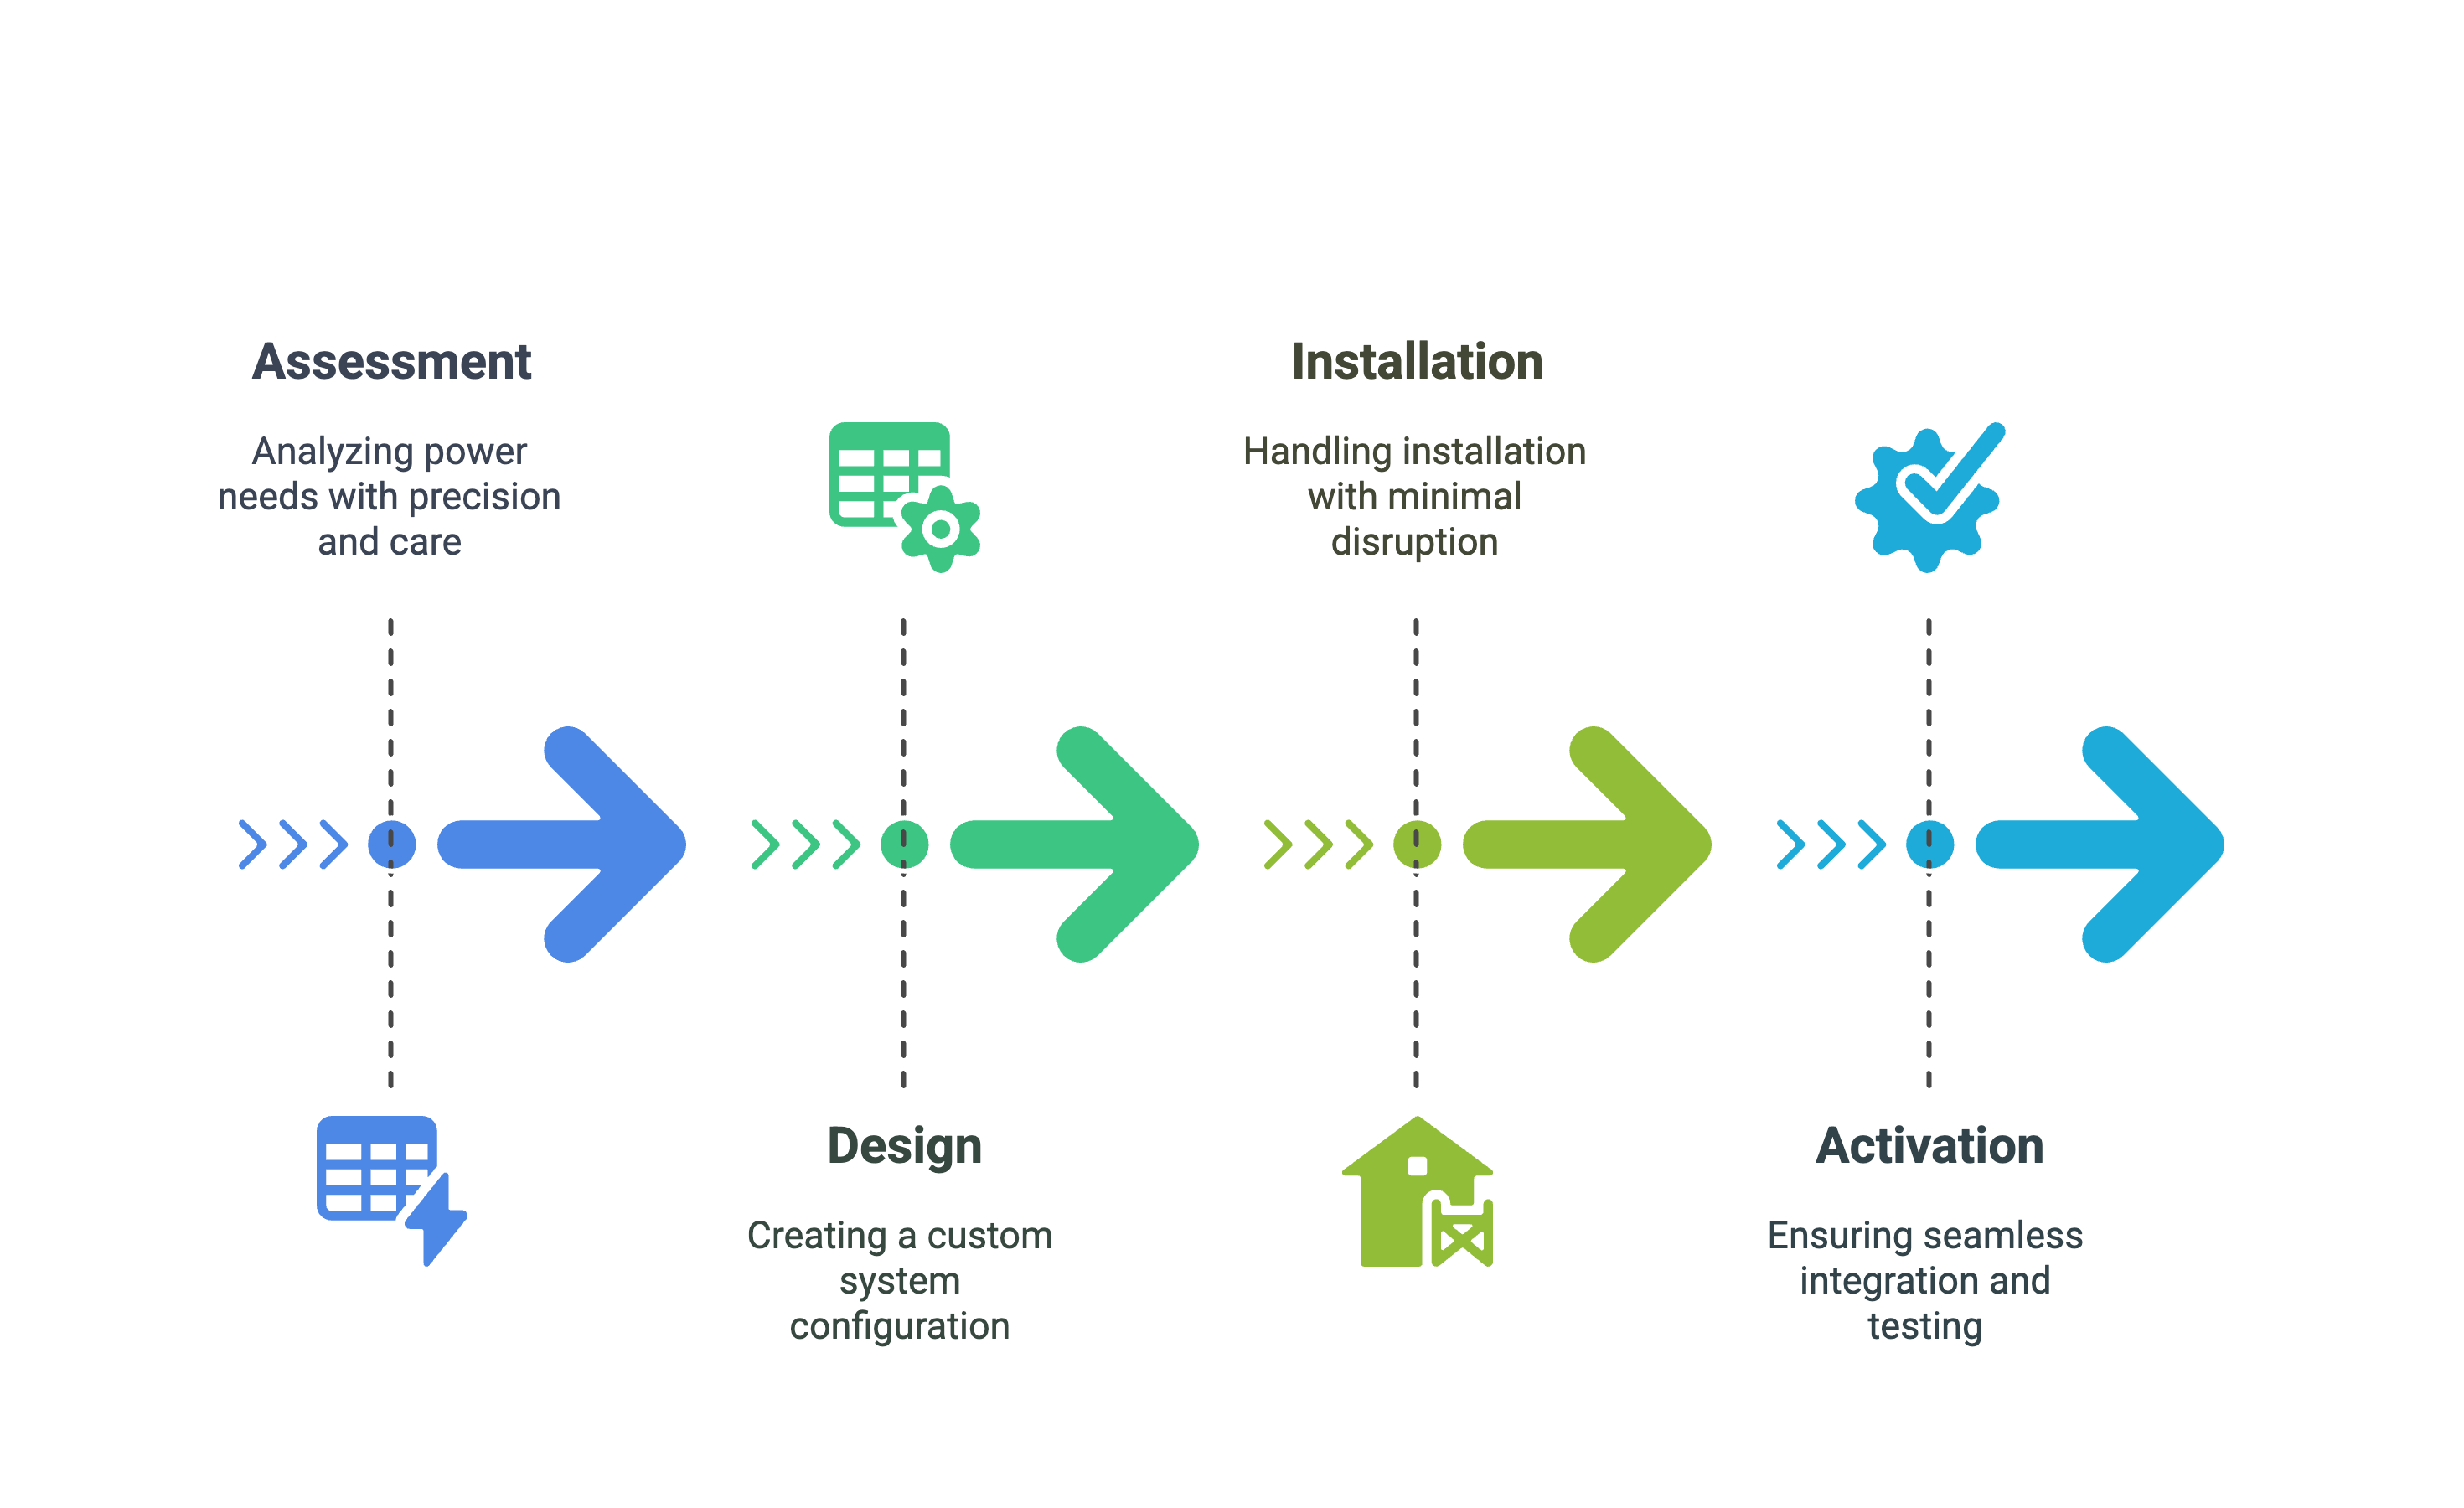 Assessment
Analyzing power
needs with precision
and care
Design
Creating a custom
system
configuration
Installation
Handling installation
with minimal
disruption
Activation
Ensuring seamless
integration and
testing